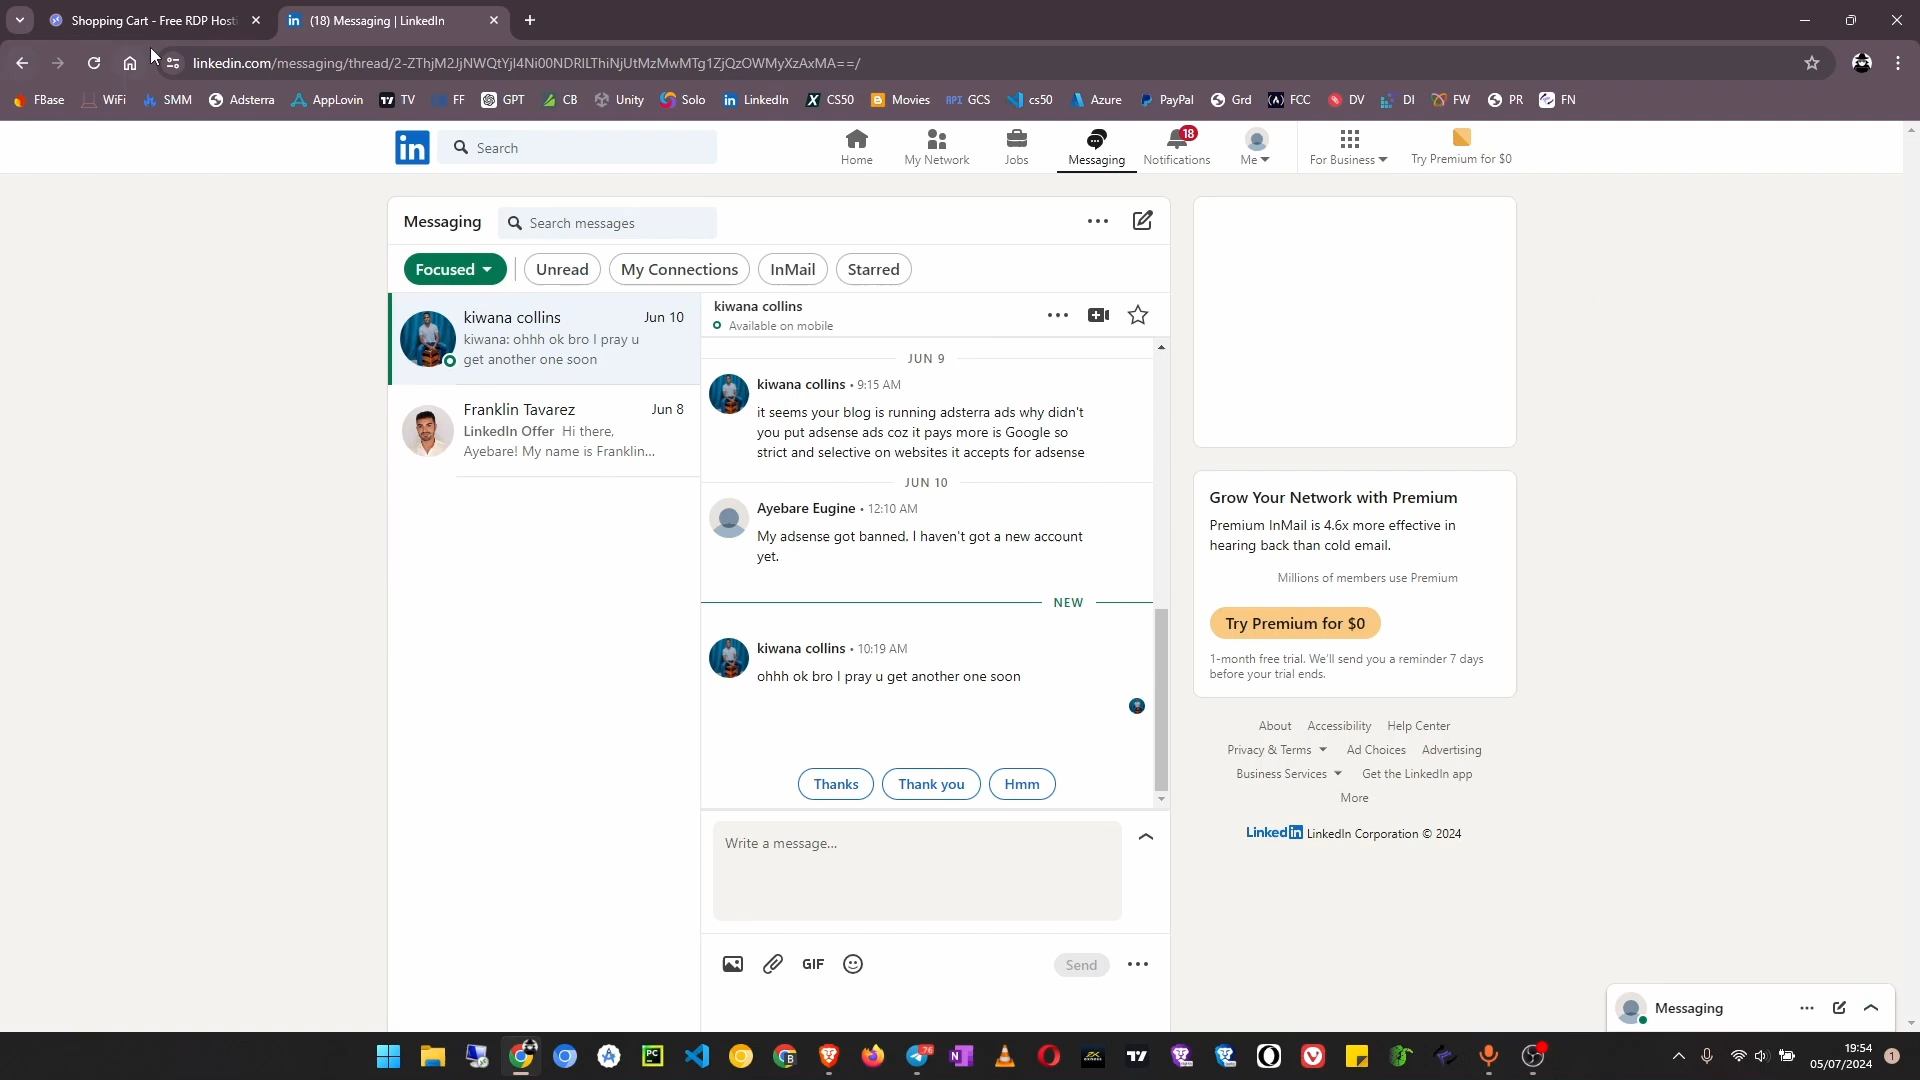 Shopping Cart - Free RDP Hosti
(18) Messaging | LinkedIn
linkedin.com/messaging/thread/2-ZThjM2JjNWQtYjI4Ni00NDRlLThiNjUtMzMwMTg1ZjQzOWMyXzAxMA==/
FBase
WiFi
SMM
Adsterra
AppLovin
TV
FF
GPT
CB
Unity
Solo
LinkedIn
CS50
Movies
API GCS
cs50
Azure
PayPal
Grd
FCC
DV
DI
FW
PR
FN
in
Search
Home
My Network
Jobs
Messaging
18
Notifications
Me
For Business
Try Premium for $0
Messaging
Search messages
Focused
Unread
My Connections
InMail
Starred
kiwana collins
Jun 10
kiwana: ohhh ok bro I pray u
get another one soon
Franklin Tavarez
Jun 8
LinkedIn Offer Hi there,
Ayebare! My name is Franklin...
kiwana collins
Available on mobile
JUN 9
kiwana collins • 9:15 AM
it seems your blog is running adsterra ads why didn't
you put adsense ads coz it pays more is Google so
strict and selective on websites it accepts for adsense
JUN 10
Ayebare Eugine • 12:10 AM
My adsense got banned. I haven't got a new account
yet.
NEW
kiwana collins • 10:19 AM
ohhh ok bro I pray u get another one soon
Thanks
Thank you
Hmm
Write a message...
GIF
Send
Grow Your Network with Premium
Premium InMail is 4.6x more effective in
hearing back than cold email.
Millions of members use Premium
Try Premium for $0
1-month free trial. We'll send you a reminder 7 days
before your trial ends.
About Accessibility Help Center
Privacy & Terms Ad Choices Advertising
Business Services Get the LinkedIn app
More
LinkedIn LinkedIn Corporation © 2024
Messaging
76
19:54
05/07/2024
1